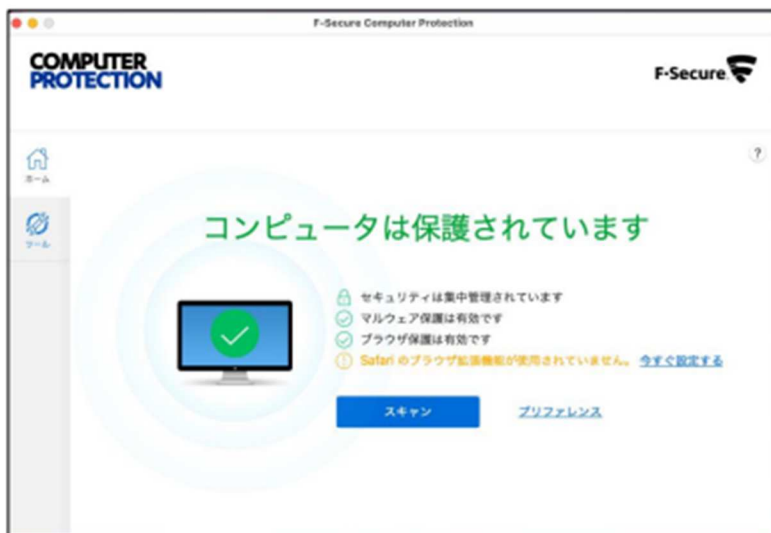 F-Secure Computer Protection
COMPUTER
PROTECTION
F-Secure
ホーム
?
ツール
コンピュータは保護されています
セキュリティは集中管理されています
マルウェア保護は有効です
ブラウザ保護は有効です
Safari のブラウザ拡張機能が使用されていません。 今すぐ設定する
スキャン プリファレンス